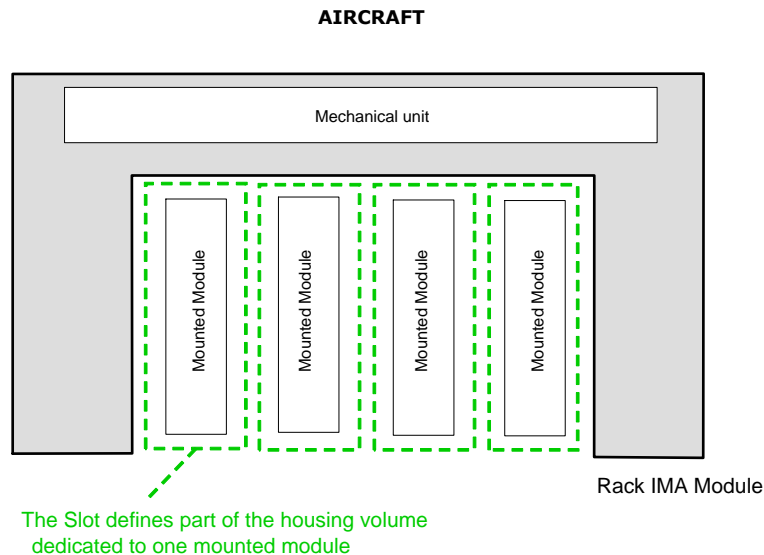 AIRCRAFT
Mechanical unit
Mounted Module
Mounted Module
Mounted Module
Mounted Module
Rack IMA Module
The Slot defines part of the housing volume
dedicated to one mounted module